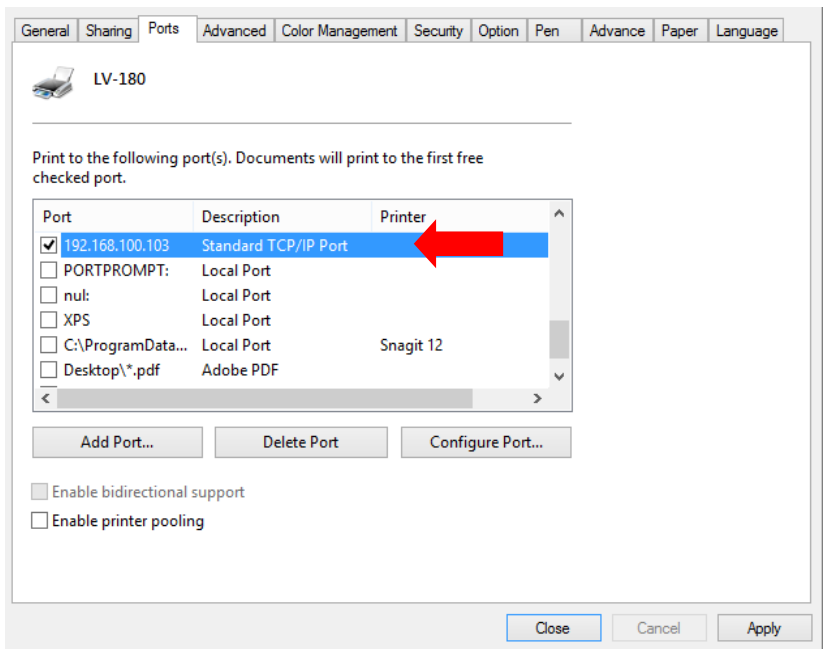 General Sharing Ports Advanced Color Management Security Option Pen Advance Paper Language
LV-180
Print to the following port(s). Documents will print to the first free
checked port.
Port Description Printer
192.168.100.103 Standard TCP/IP Port
PORTPROMPT: Local Port
nul: Local Port
XPS Local Port
C:\ProgramData... Local Port Snagit 12
Desktop\*.pdf Adobe PDF
Add Port... Delete Port Configure Port...
Enable bidirectional support
Enable printer pooling
Close Cancel Apply